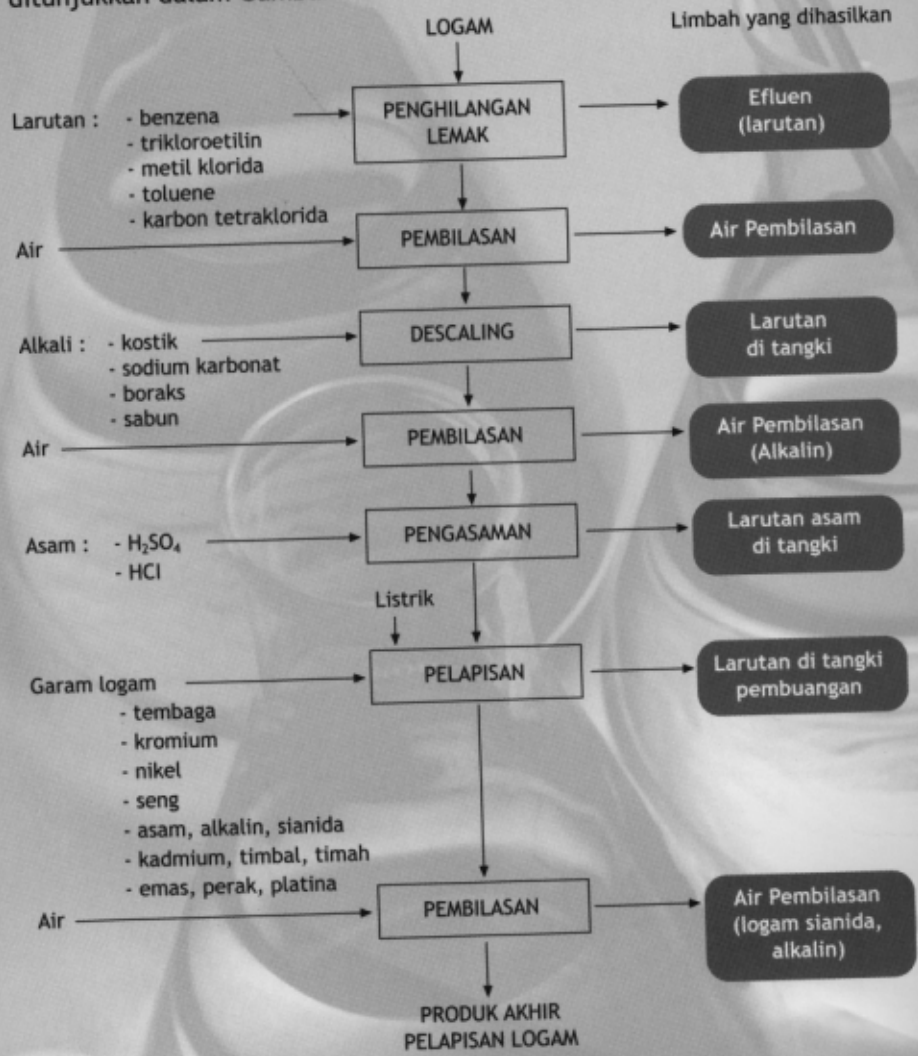 ditunjukkan dalam
LOGAM
Limbah yang dihasilkan
Larutan : - benzena
- trikloroetilin
- metil klorida
- toluene
- karbon tetraklorida
PENGHILANGAN
LEMAK
Efluen
(larutan)
Air
PEMBILASAN
Air Pembilasan
Alkali : - kostik
- sodium karbonat
- boraks
- sabun
DESCALING
Larutan
di tangki
Air
PEMBILASAN
Air Pembilasan
(Alkalin)
Asam : - H₂SO₄
- HCl
PENGASAMAN
Larutan asam
di tangki
Listrik
Garam logam
- tembaga
- kromium
- nikel
- seng
- asam, alkalin, sianida
- kadmium, timbal, timah
- emas, perak, platina
PELAPISAN
Larutan di tangki
pembuangan
Air
PEMBILASAN
Air Pembilasan
(logam sianida,
alkalin)
PRODUK AKHIR
PELAPISAN LOGAM